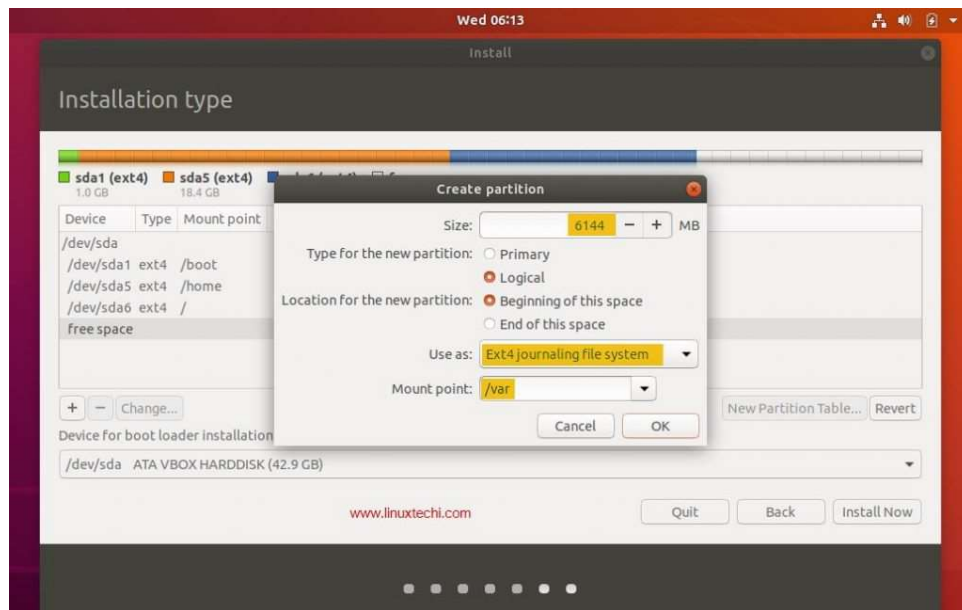 Wed 06:13
Install
Installation type
sda1 (ext4) sda5 (ext4)
1.0 GB 18.4 GB
Device Type Mount point
/dev/sda
/dev/sda1 ext4 /boot
/dev/sda5 ext4 /home
/dev/sda6 ext4 /
free space
Create partition
Size: 6144 − + MB
Type for the new partition: Primary
Logical
Location for the new partition: Beginning of this space
End of this space
Use as: Ext4 journaling file system
Mount point: /var
Cancel OK
+ − Change... New Partition Table... Revert
Device for boot loader installation
/dev/sda ATA VBOX HARDDISK (42.9 GB)
www.linuxtechi.com
Quit Back Install Now